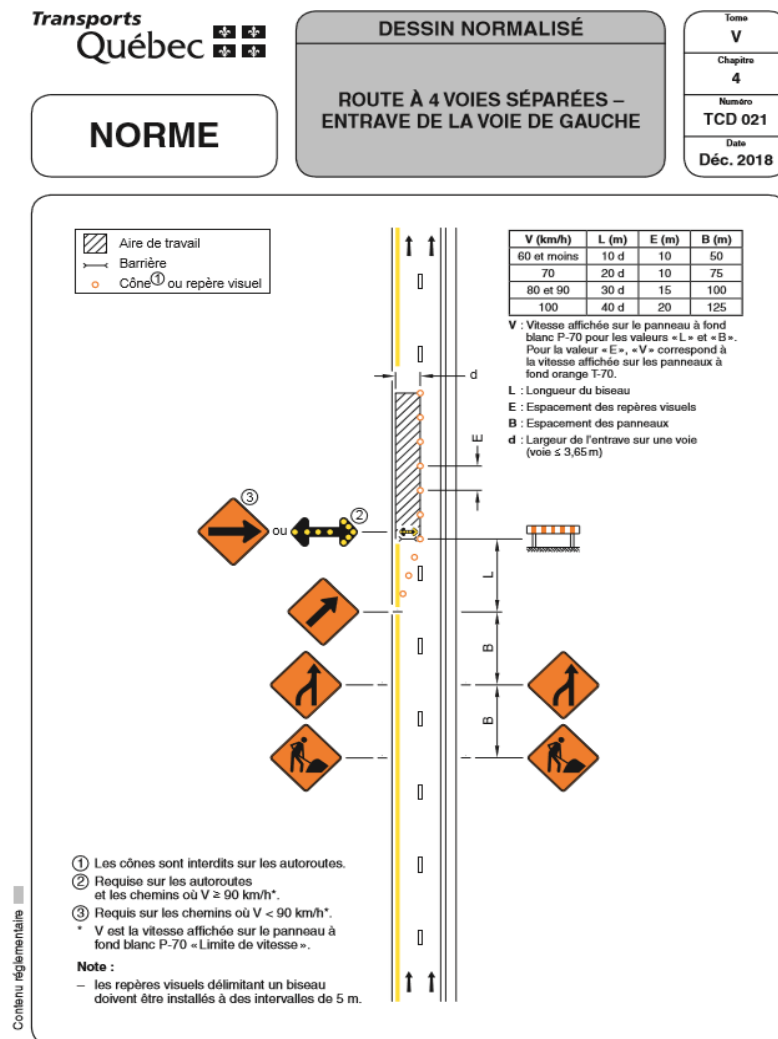 Transports
Québec
NORME
DESSIN NORMALISÉ
ROUTE À 4 VOIES SÉPARÉES –
ENTRAVE DE LA VOIE DE GAUCHE
Tome
V
Chapitre
4
Numéro
TCD 021
Date
Déc. 2018
Aire de travail
Barrière
Cône① ou repère visuel
V (km/h) L (m) E (m) B (m)
60 et moins 10 d 10 50
70 20 d 10 75
80 et 90 30 d 15 100
100 40 d 20 125
V : Vitesse affichée sur le panneau à fond
blanc P-70 pour les valeurs «L» et «B».
Pour la valeur «E», «V» correspond à
la vitesse affichée sur les panneaux à
fond orange T-70.
L : Longueur du biseau
E : Espacement des repères visuels
B : Espacement des panneaux
d : Largeur de l'entrave sur une voie
(voie ≤ 3,65 m)
d
E
③
ou
②
L
B
B
① Les cônes sont interdits sur les autoroutes.
② Requise sur les autoroutes
et les chemins où V ≥ 90 km/h*.
③ Requis sur les chemins où V < 90 km/h*.
* V est la vitesse affichée sur le panneau à
fond blanc P-70 «Limite de vitesse».
Note :
– les repères visuels délimitant un biseau
doivent être installés à des intervalles de 5 m.
Contenu réglementaire